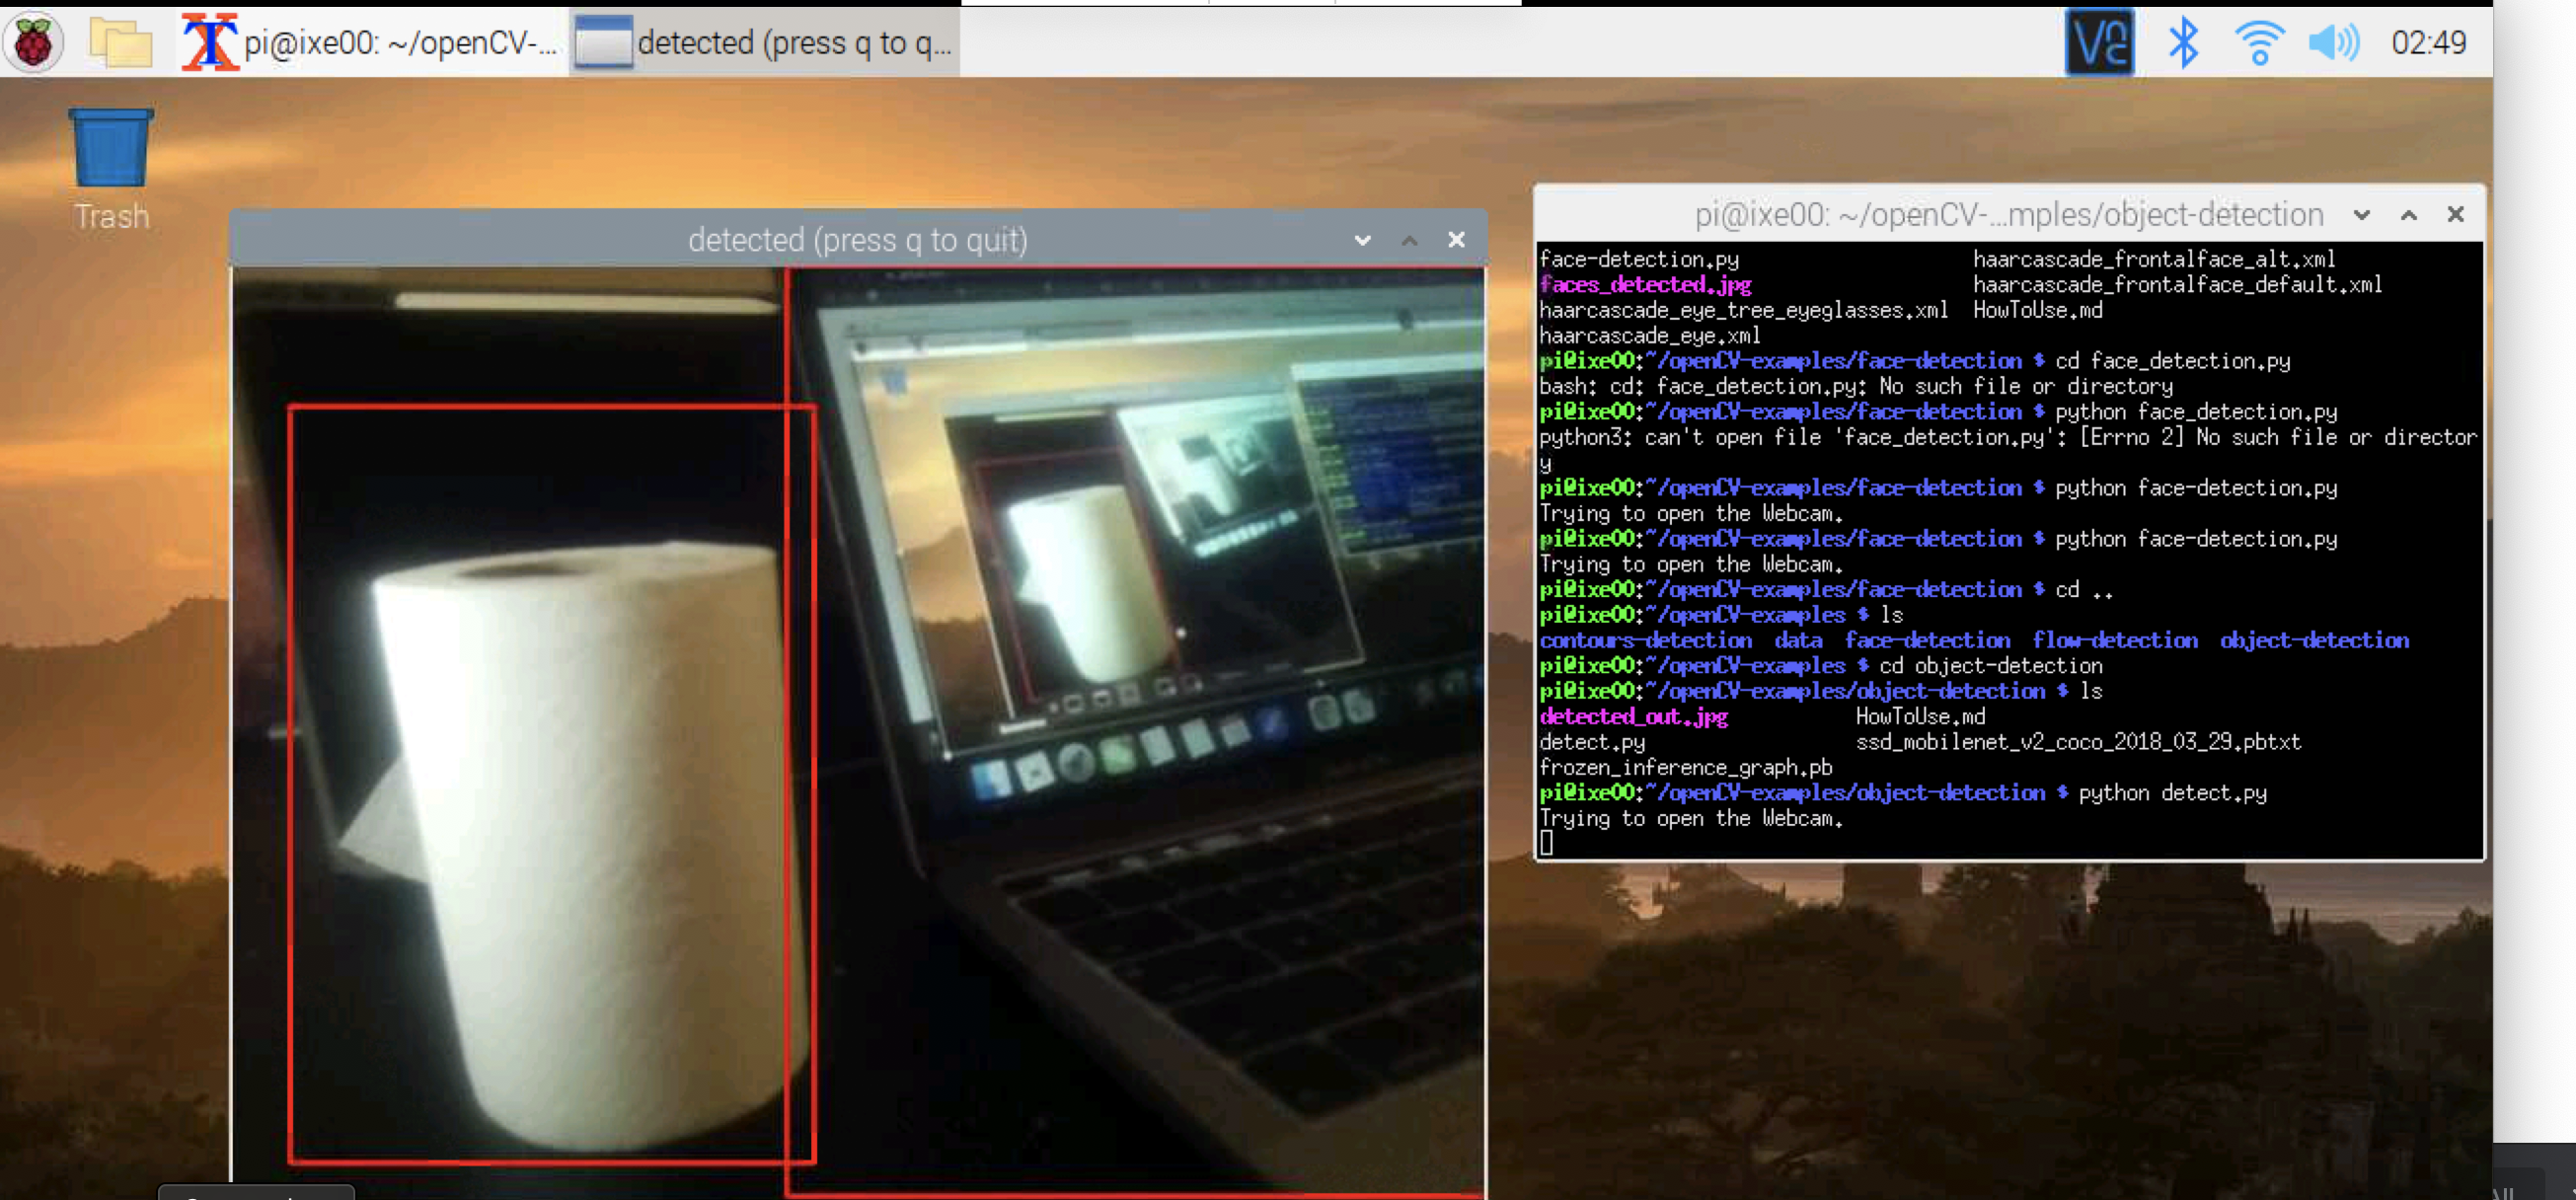 pi@ixe00: ~/openCV-...
detected (press q to q...
VNC
02:49
Trash
detected (press q to quit)
pi@ixe00: ~/openCV-...mples/object-detection
face-detection.py haarcascade_frontalface_alt.xml
faces_detected.jpg haarcascade_frontalface_default.xml
haarcascade_eye_tree_eyeglasses.xml HowToUse.md
haarcascade_eye.xml
pi@ixe00:~/openCV-examples/face-detection $ cd face_detection.py
bash: cd: face_detection.py: No such file or directory
pi@ixe00:~/openCV-examples/face-detection $ python face_detection.py
python3: can't open file 'face_detection.py': [Errno 2] No such file or director
y
pi@ixe00:~/openCV-examples/face-detection $ python face-detection.py
Trying to open the Webcam.
pi@ixe00:~/openCV-examples/face-detection $ python face-detection.py
Trying to open the Webcam.
pi@ixe00:~/openCV-examples/face-detection $ cd ..
pi@ixe00:~/openCV-examples $ ls
contours-detection data face-detection flow-detection object-detection
pi@ixe00:~/openCV-examples $ cd object-detection
pi@ixe00:~/openCV-examples/object-detection $ ls
detected_out.jpg HowToUse.md
detect.py ssd_mobilenet_v2_coco_2018_03_29.pbtxt
frozen_inference_graph.pb
pi@ixe00:~/openCV-examples/object-detection $ python detect.py
Trying to open the Webcam.